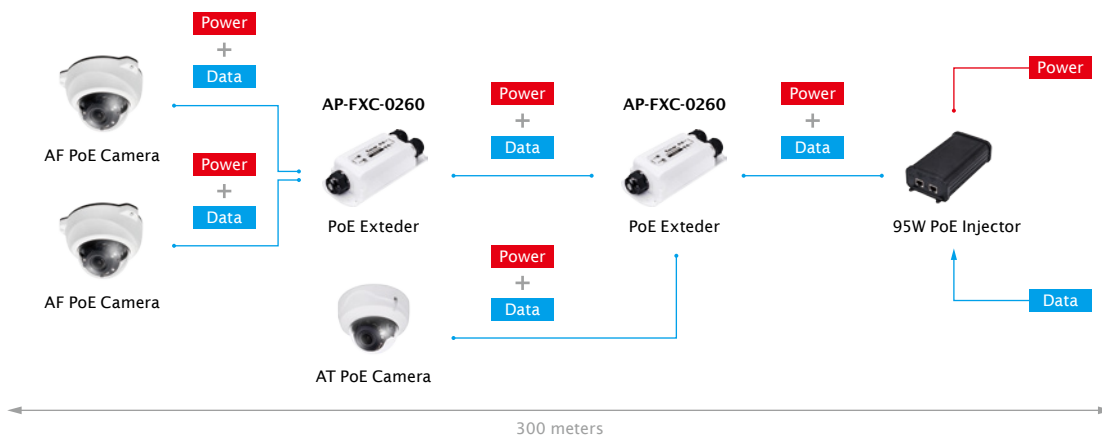 Power
+
Data
AF PoE Camera
Power
+
Data
AF PoE Camera
AP-FXC-0260
PoE Exteder
Power
+
Data
AP-FXC-0260
PoE Exteder
Power
+
Data
Power
95W PoE Injector
Data
Power
+
Data
AT PoE Camera
300 meters